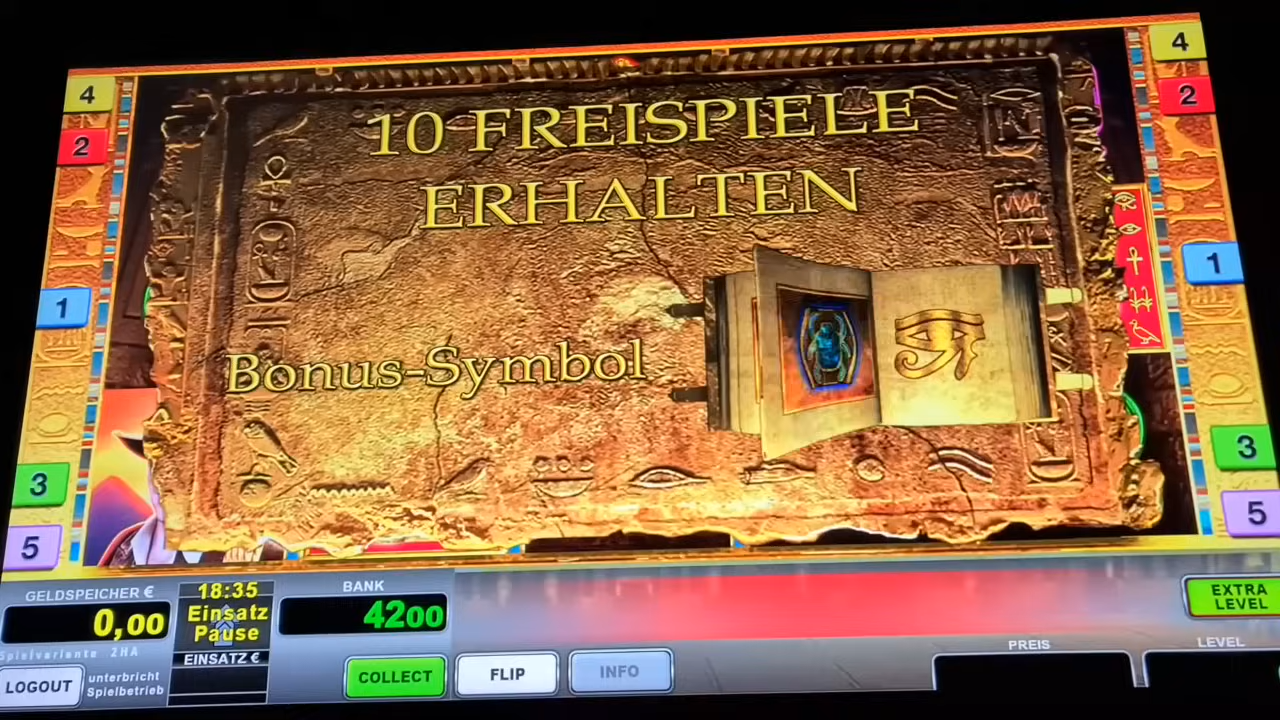 10 FREISPIELE
ERHALTEN
Bonus-Symbol
4
2
1
3
5
4
2
1
3
5
GELDSPEICHER €
0,00
Spielvariante 2HA
LOGOUT
unterbricht
Spielbetrieb
18:35
Einsatz
Pause
EINSATZ €
BANK
4200
COLLECT
FLIP
INFO
EXTRA
LEVEL
PREIS
LEVEL